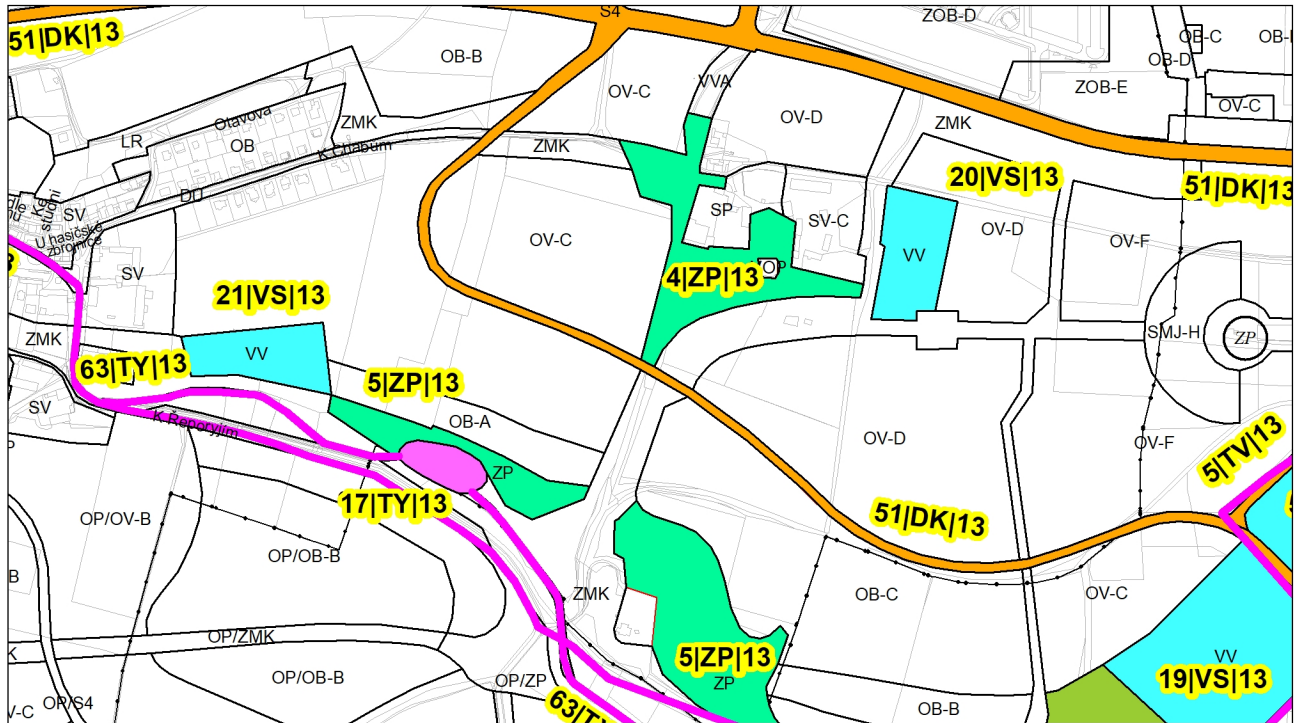 S4
ZOB-D
51|DK|13
OB-C
OB-B
OB-D
VVA
ZOB-E
OV-C
OV-C
Otavova
OV-D
ZMK
ZMK
LR
OB
K Chabům
ZMK
20|VS|13
DU
51|DK|13
Ke studni
SV
SP
SV-C
OV-D
U hasičské
zbrojnice
OV-C
OV-F
VV
SV
4|ZP|13
21|VS|13
SMJ-H
ZP
ZMK
VV
63|TY|13
5|ZP|13
SV
K Řeporyjím
OB-A
OV-D
OV-F
5|TV|13
ZP
17|TY|13
OP/OV-B
51|DK|13
OP/OB-B
ZMK
OB-C
OV-C
OP/ZMK
5|ZP|13
VV
OP/OB-B
OP/ZP
ZP
19|VS|13
OP/S4
OB-B